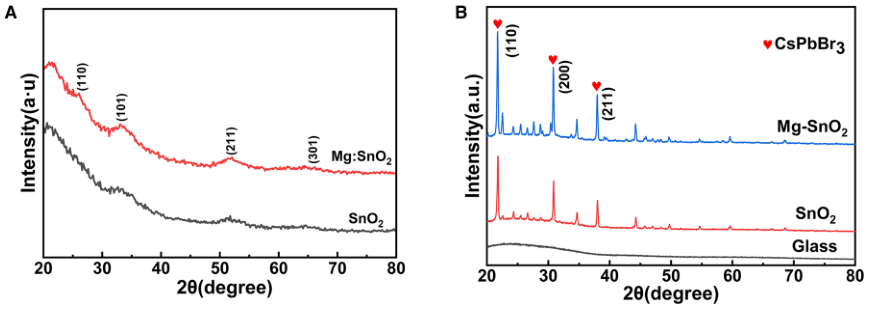 A
Intensity(a·u)
(110)
(101)
(211)
(301)
Mg:SnO2
SnO2
20 30 40 50 60 70 80
2θ(degree)
B
Intensity(a.u.)
(110)
(200)
(211)
♥CsPbBr3
Mg-SnO2
SnO2
Glass
20 30 40 50 60 70 80
2θ(degree)